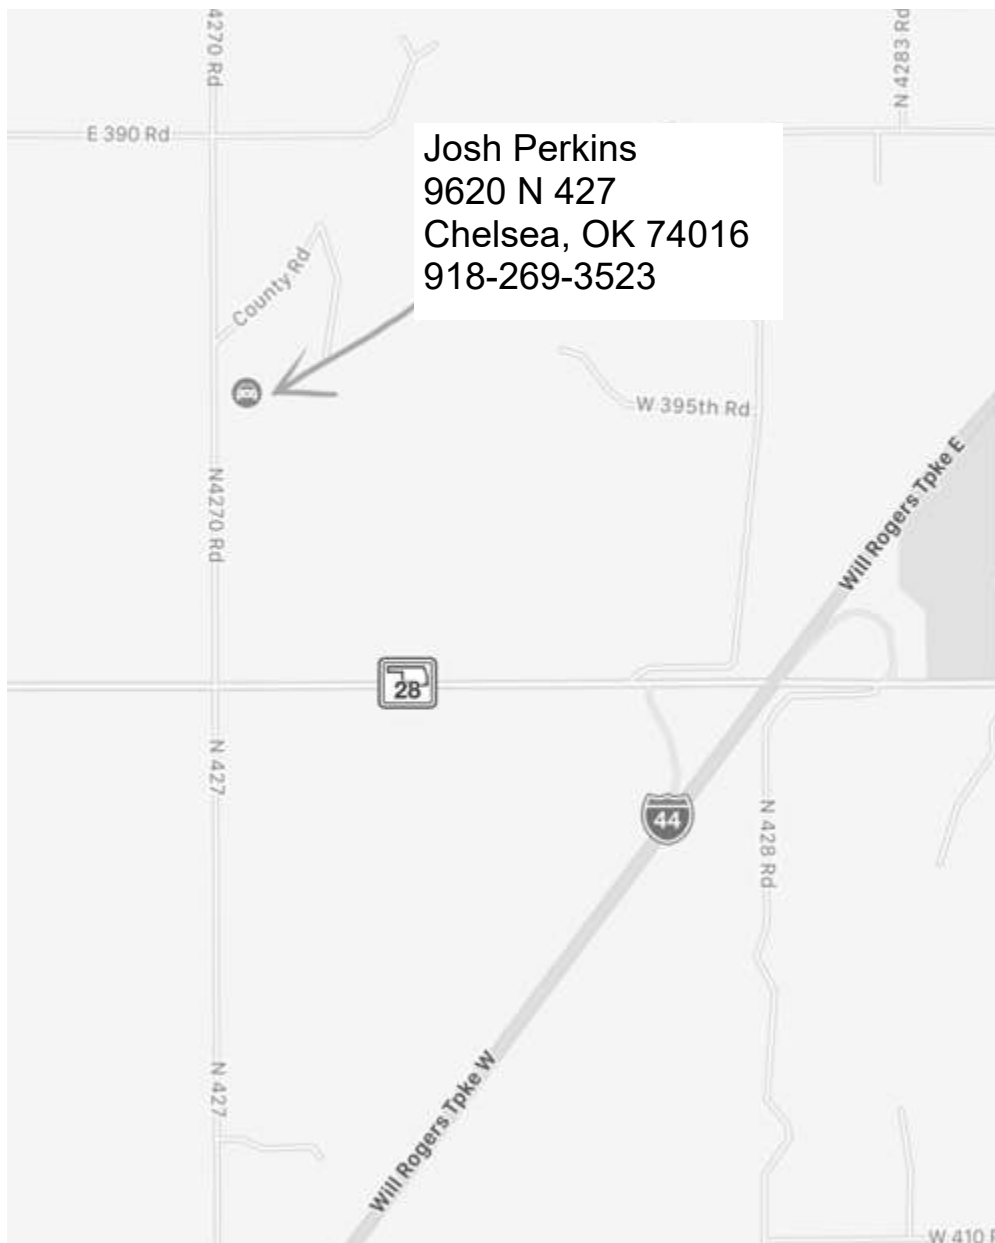 4270 Rd
N 4283 Rd
E 390 Rd
Josh Perkins
9620 N 427
Chelsea, OK 74016
918-269-3523
County Rd
W 395th Rd
Will Rogers Tpke E
N4270 Rd
28
N 427
44
N 428 Rd
Will Rogers Tpke W
N 427
W 410 R